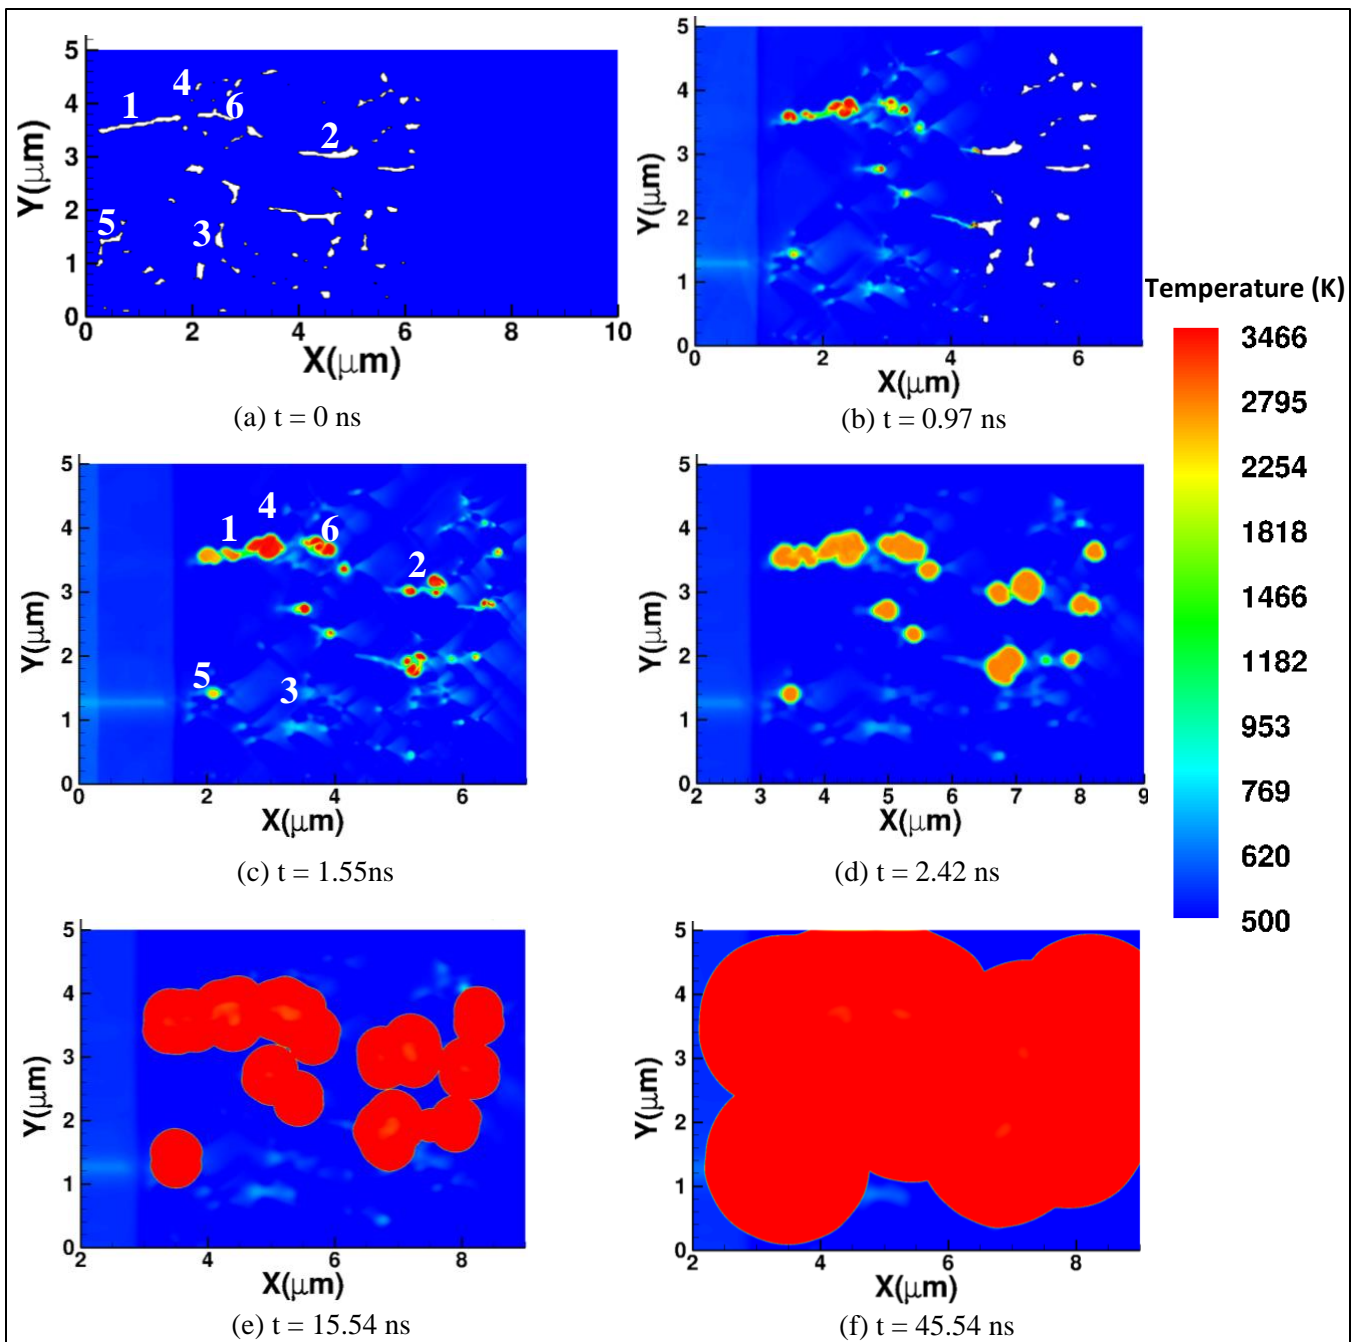 5
4
3
2
1
0
Y(μm)
1
4
6
2
5
3
0 2 4 6 8 10
X(μm)
(a) t = 0 ns
5
4
3
2
1
0
Y(μm)
0 2 4 6
X(μm)
(b) t = 0.97 ns
Temperature (K)
3466
2795
2254
1818
1466
1182
953
769
620
500
5
4
3
2
1
0
Y(μm)
1
4
6
2
5
3
0 2 4 6
X(μm)
(c) t = 1.55ns
5
4
3
2
1
0
Y(μm)
2 3 4 5 6 7 8 9
X(μm)
(d) t = 2.42 ns
5
4
3
2
1
0
Y(μm)
2 4 6 8
X(μm)
(e) t = 15.54 ns
5
4
3
2
1
0
Y(μm)
2 4 6 8
X(μm)
(f) t = 45.54 ns